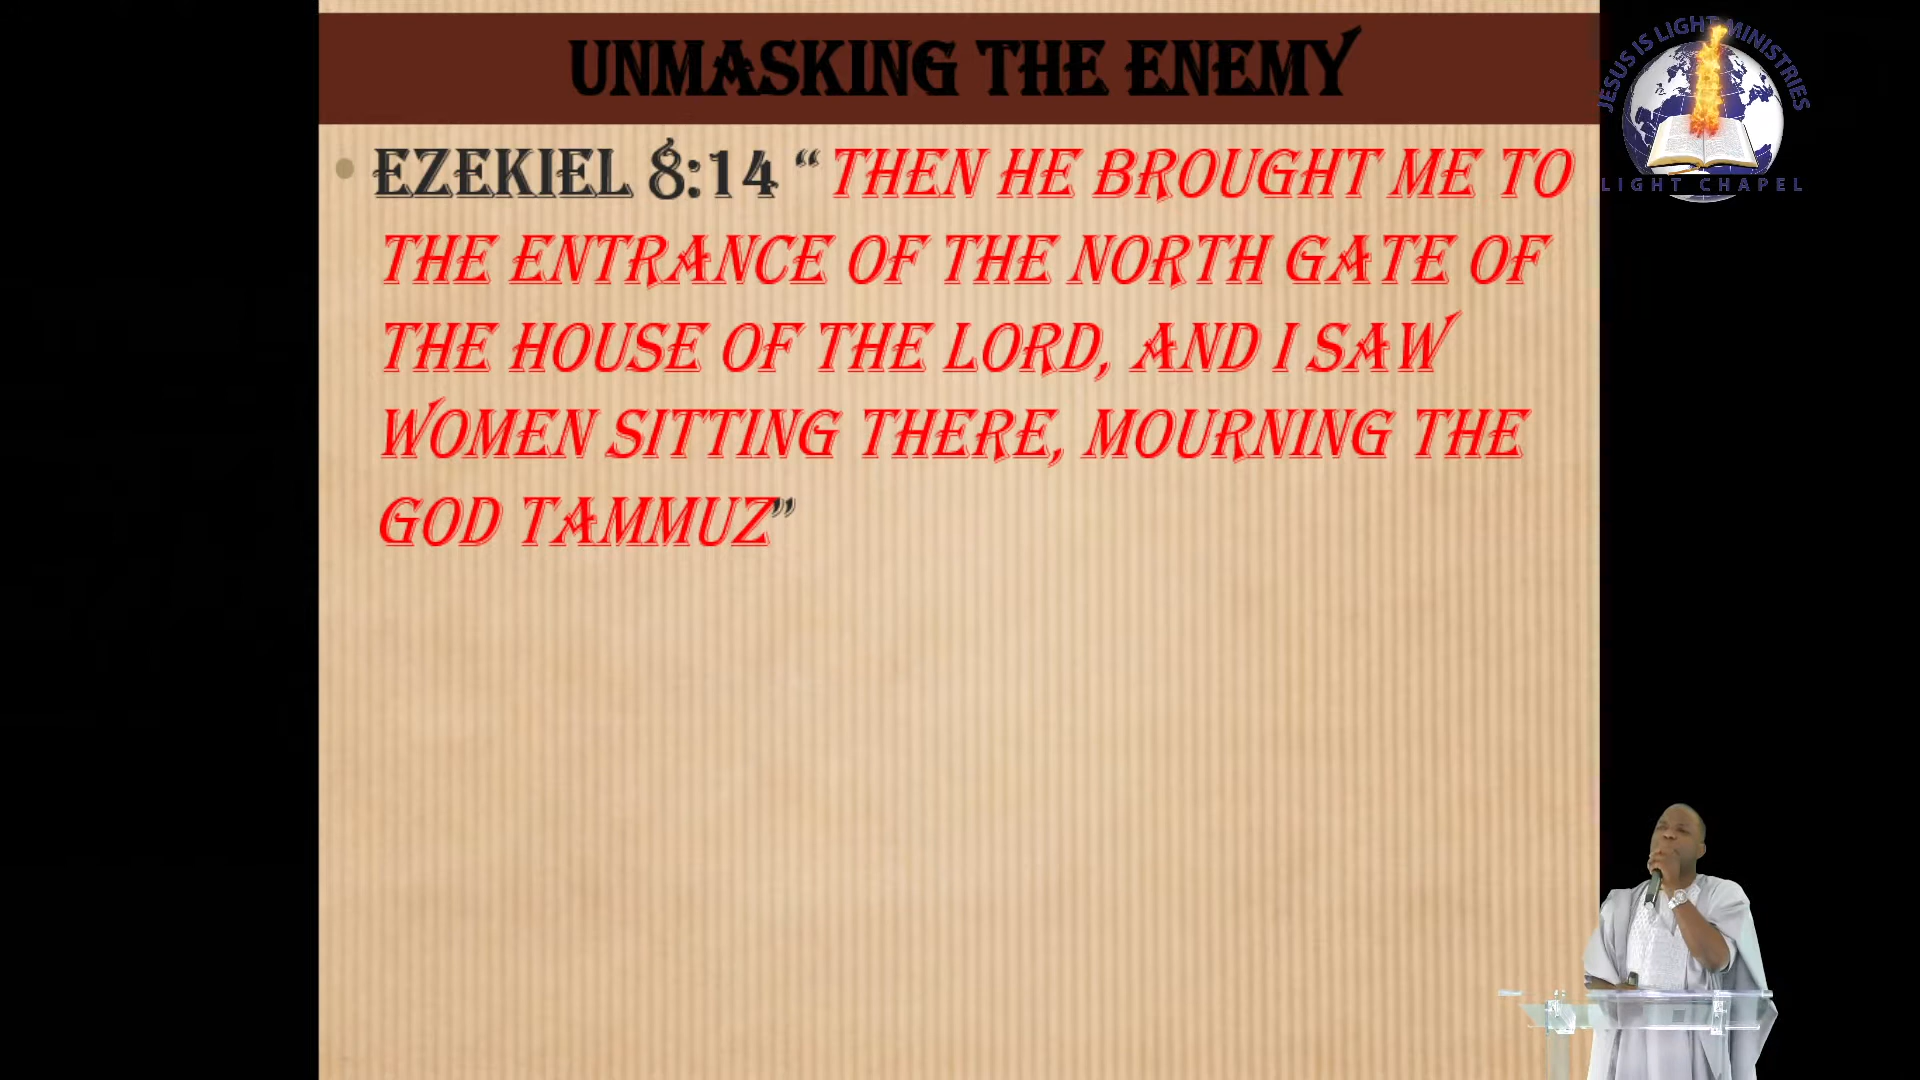 UNMASKING THE ENEMY
JESUS IS LIGHT MINISTRIES
LIGHT CHAPEL
• EZEKIEL 8:14 “THEN HE BROUGHT ME TO
THE ENTRANCE OF THE NORTH GATE OF
THE HOUSE OF THE LORD, AND I SAW
WOMEN SITTING THERE, MOURNING THE
GOD TAMMUZ”